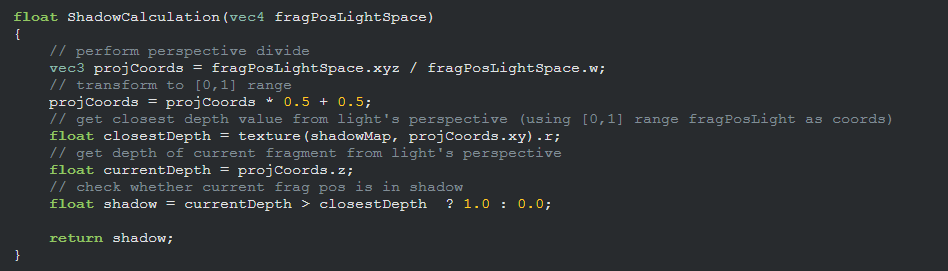 float ShadowCalculation(vec4 fragPosLightSpace)
{
    // perform perspective divide
    vec3 projCoords = fragPosLightSpace.xyz / fragPosLightSpace.w;
    // transform to [0,1] range
    projCoords = projCoords * 0.5 + 0.5;
    // get closest depth value from light's perspective (using [0,1] range fragPosLight as coords)
    float closestDepth = texture(shadowMap, projCoords.xy).r;
    // get depth of current fragment from light's perspective
    float currentDepth = projCoords.z;
    // check whether current frag pos is in shadow
    float shadow = currentDepth > closestDepth  ? 1.0 : 0.0;

    return shadow;
}